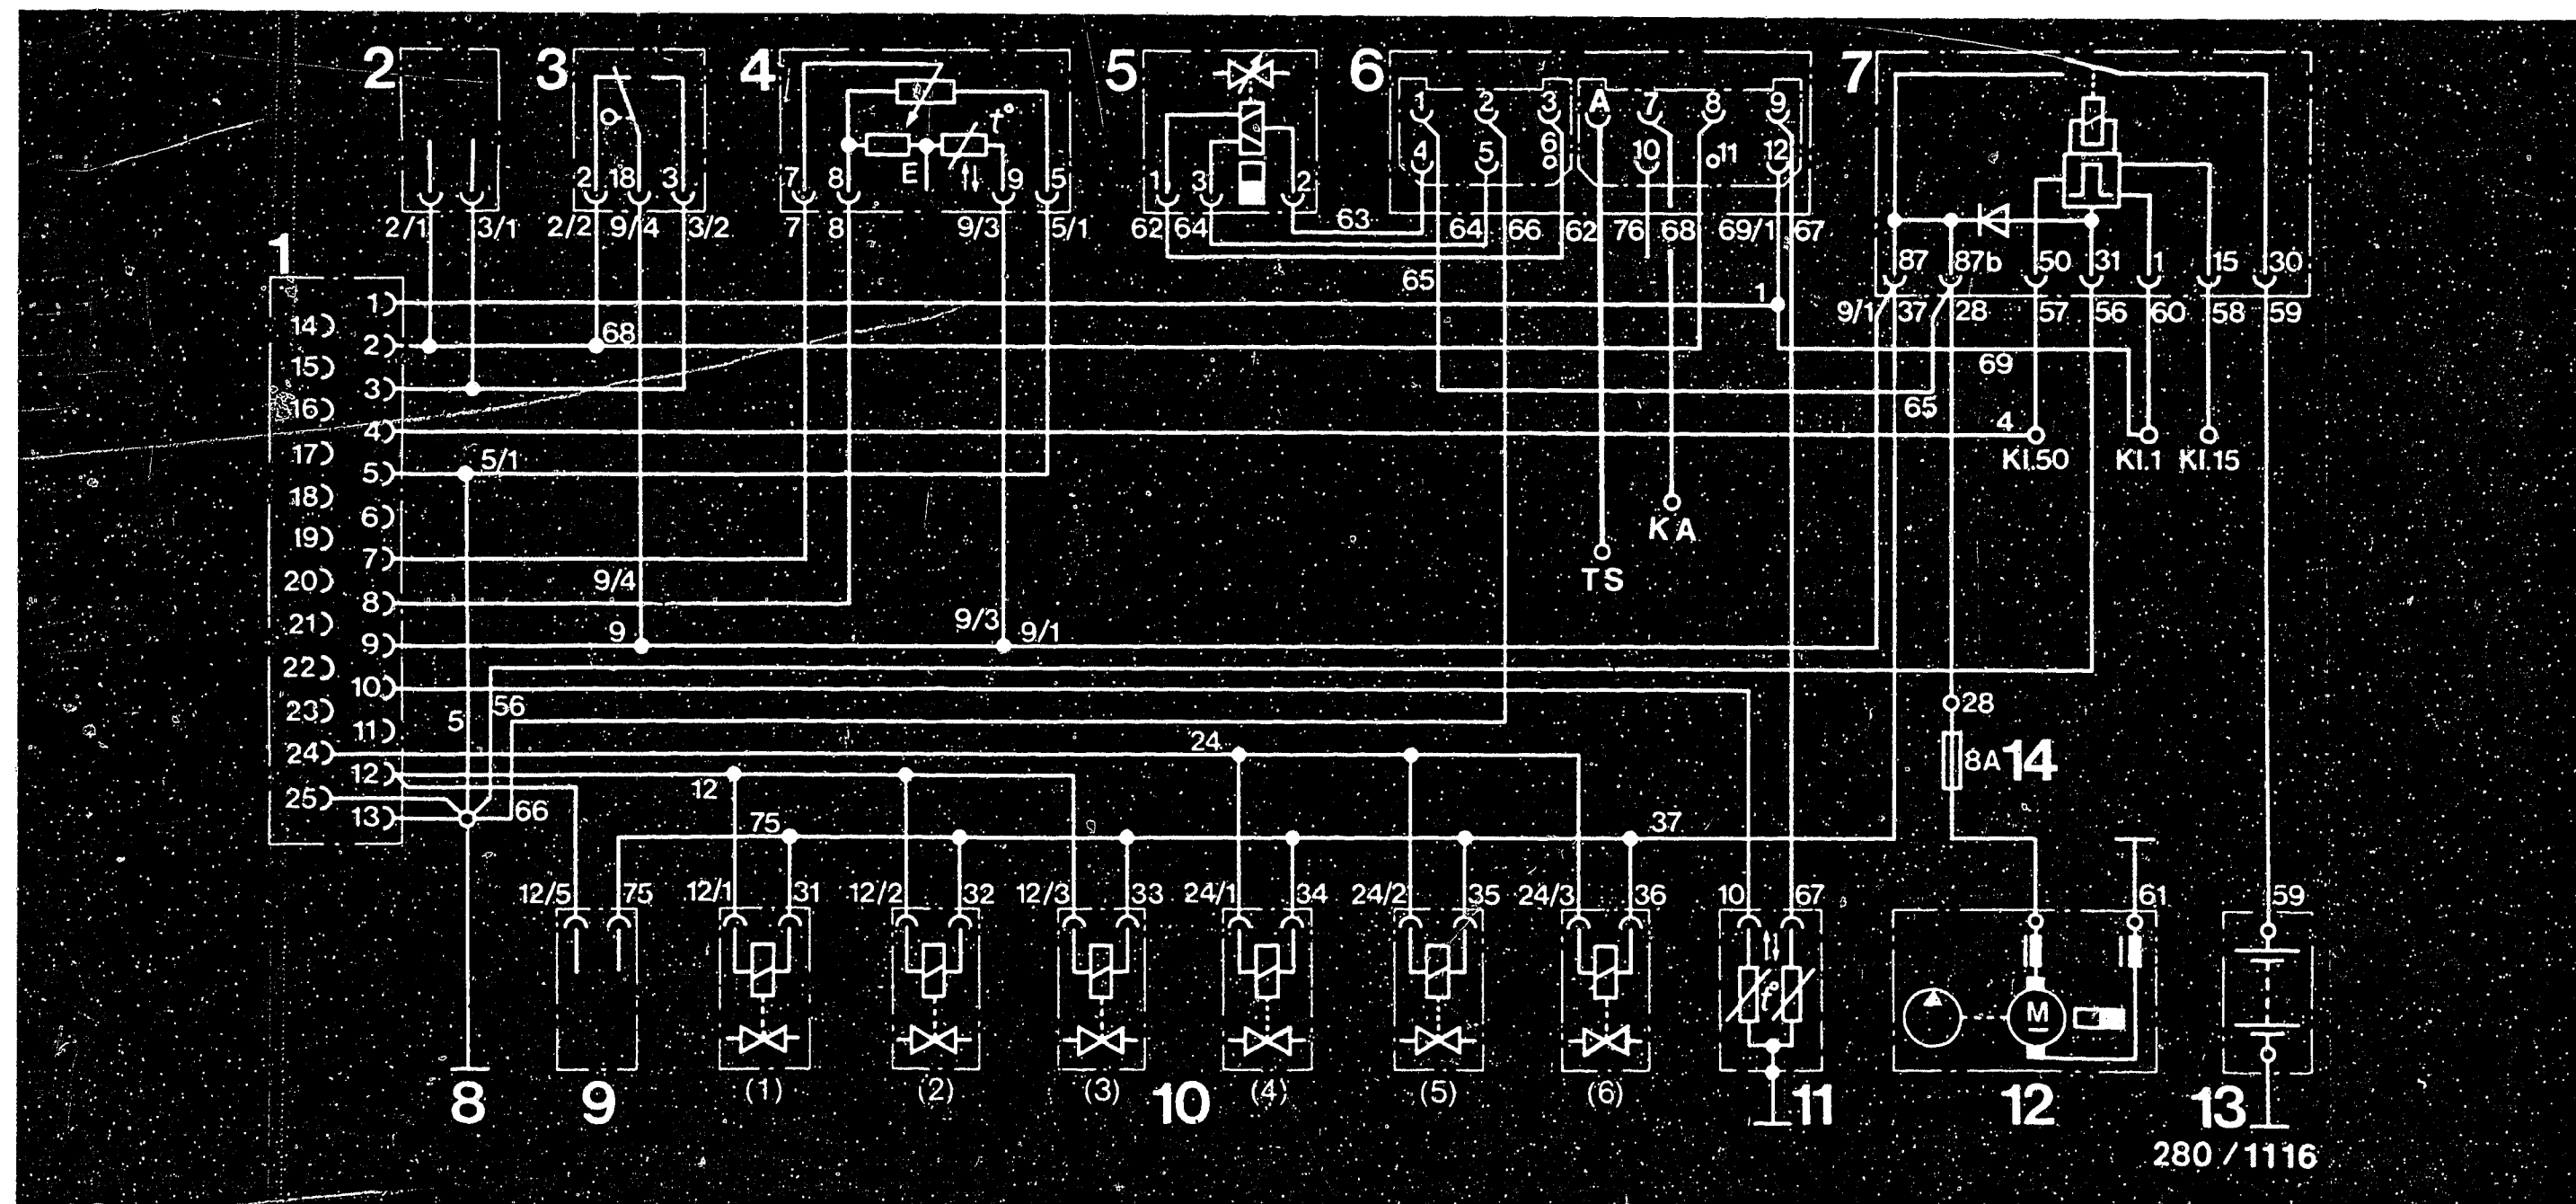 2 3 4 5 6 7
1 2 3 A 7 8 9
t°
4 5 6 10 11 12
E
2 18 3 7 8 9 5 1 3 2
2/1 3/1 2/2 9/4 3/2 7 8 9/3 5/1 62 64 63 64 66 62 76 68 69/1 67
1
87 87b 50 31 1 15 30
65
9/1 37 28 57 56 60 58 59
1) 1
14)
2) 68
15) 69
3)
16) 65
4) 4
17) Kl.50 Kl.1 Kl.15
5) 5/1
18)
6) KA
19)
7) TS
20) 9/4
8)
21) 9 9/3 9/1
9)
22)
10)
23) 5 56 28
11)
24) 24 8A 14
12) 12
25)
13) 66 75 37
12/5 75 12/1 31 12/2 32 12/3 33 24/1 34 24/2 35 24/3 36 10 67 61 59
t° M
(1) (2) (3) (4) (5) (6)
8 9 10 11 12 13
280/1116